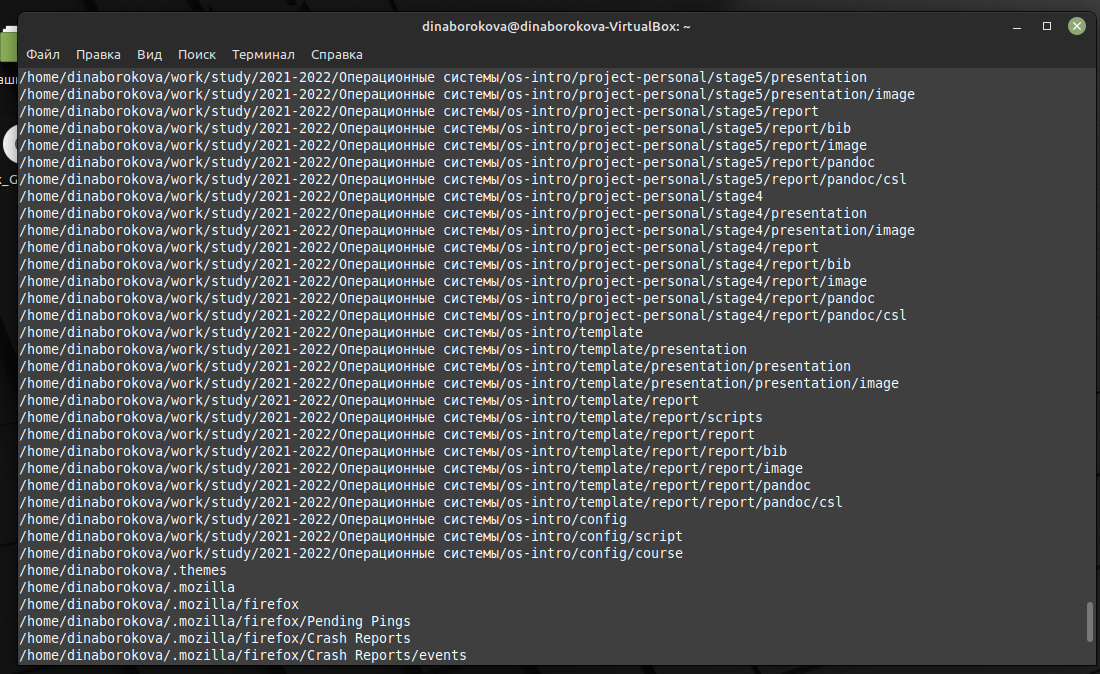 dinaborokova@dinaborokova-VirtualBox: ~
Файл Правка Вид Поиск Терминал Справка
/home/dinaborokova/work/study/2021-2022/Операционные системы/os-intro/project-personal/stage5/presentation
/home/dinaborokova/work/study/2021-2022/Операционные системы/os-intro/project-personal/stage5/presentation/image
/home/dinaborokova/work/study/2021-2022/Операционные системы/os-intro/project-personal/stage5/report
/home/dinaborokova/work/study/2021-2022/Операционные системы/os-intro/project-personal/stage5/report/bib
/home/dinaborokova/work/study/2021-2022/Операционные системы/os-intro/project-personal/stage5/report/image
/home/dinaborokova/work/study/2021-2022/Операционные системы/os-intro/project-personal/stage5/report/pandoc
/home/dinaborokova/work/study/2021-2022/Операционные системы/os-intro/project-personal/stage5/report/pandoc/csl
/home/dinaborokova/work/study/2021-2022/Операционные системы/os-intro/project-personal/stage4
/home/dinaborokova/work/study/2021-2022/Операционные системы/os-intro/project-personal/stage4/presentation
/home/dinaborokova/work/study/2021-2022/Операционные системы/os-intro/project-personal/stage4/presentation/image
/home/dinaborokova/work/study/2021-2022/Операционные системы/os-intro/project-personal/stage4/report
/home/dinaborokova/work/study/2021-2022/Операционные системы/os-intro/project-personal/stage4/report/bib
/home/dinaborokova/work/study/2021-2022/Операционные системы/os-intro/project-personal/stage4/report/image
/home/dinaborokova/work/study/2021-2022/Операционные системы/os-intro/project-personal/stage4/report/pandoc
/home/dinaborokova/work/study/2021-2022/Операционные системы/os-intro/project-personal/stage4/report/pandoc/csl
/home/dinaborokova/work/study/2021-2022/Операционные системы/os-intro/template
/home/dinaborokova/work/study/2021-2022/Операционные системы/os-intro/template/presentation
/home/dinaborokova/work/study/2021-2022/Операционные системы/os-intro/template/presentation/presentation
/home/dinaborokova/work/study/2021-2022/Операционные системы/os-intro/template/presentation/presentation/image
/home/dinaborokova/work/study/2021-2022/Операционные системы/os-intro/template/report
/home/dinaborokova/work/study/2021-2022/Операционные системы/os-intro/template/report/scripts
/home/dinaborokova/work/study/2021-2022/Операционные системы/os-intro/template/report/report
/home/dinaborokova/work/study/2021-2022/Операционные системы/os-intro/template/report/report/bib
/home/dinaborokova/work/study/2021-2022/Операционные системы/os-intro/template/report/report/image
/home/dinaborokova/work/study/2021-2022/Операционные системы/os-intro/template/report/report/pandoc
/home/dinaborokova/work/study/2021-2022/Операционные системы/os-intro/template/report/report/pandoc/csl
/home/dinaborokova/work/study/2021-2022/Операционные системы/os-intro/config
/home/dinaborokova/work/study/2021-2022/Операционные системы/os-intro/config/script
/home/dinaborokova/work/study/2021-2022/Операционные системы/os-intro/config/course
/home/dinaborokova/.themes
/home/dinaborokova/.mozilla
/home/dinaborokova/.mozilla/firefox
/home/dinaborokova/.mozilla/firefox/Pending Pings
/home/dinaborokova/.mozilla/firefox/Crash Reports
/home/dinaborokova/.mozilla/firefox/Crash Reports/events